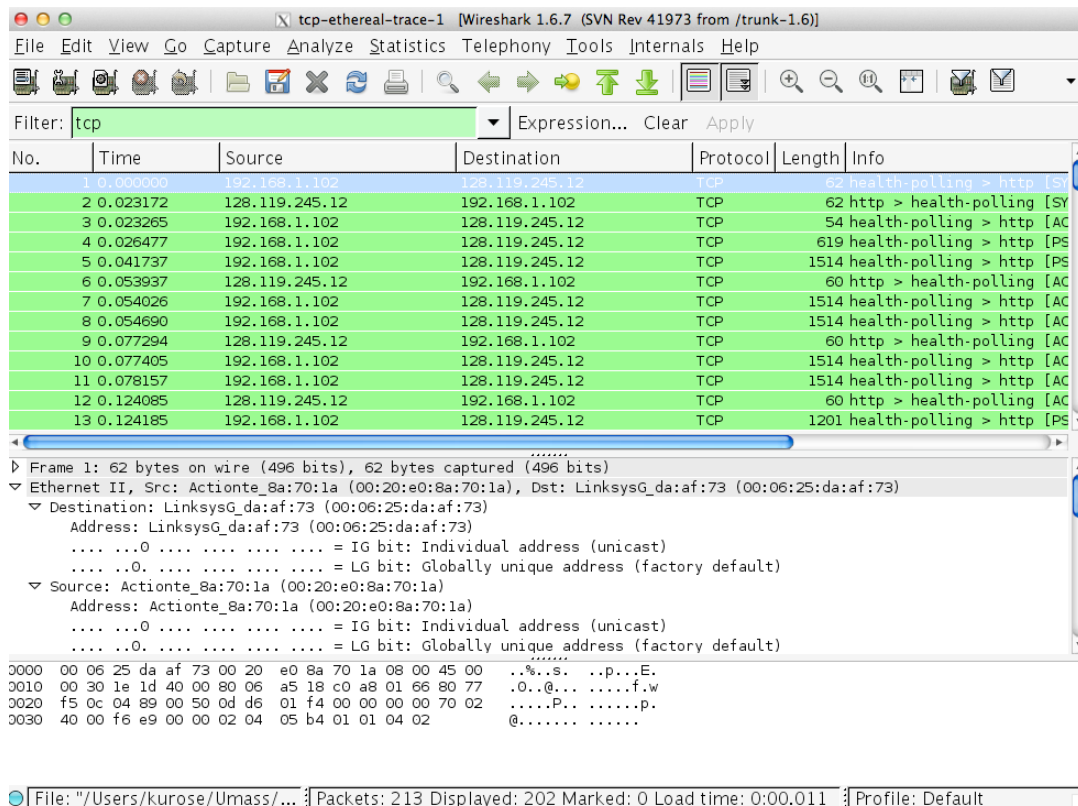 tcp-ethereal-trace-1 [Wireshark 1.6.7 (SVN Rev 41973 from /trunk-1.6)]
File Edit View Go Capture Analyze Statistics Telephony Tools Internals Help
Filter: tcp Expression... Clear Apply
No. Time Source Destination Protocol Length Info
1 0.000000 192.168.1.102 128.119.245.12 TCP 62 health-polling > http [SY
2 0.023172 128.119.245.12 192.168.1.102 TCP 62 http > health-polling [SY
3 0.023265 192.168.1.102 128.119.245.12 TCP 54 health-polling > http [AC
4 0.026477 192.168.1.102 128.119.245.12 TCP 619 health-polling > http [PS
5 0.041737 192.168.1.102 128.119.245.12 TCP 1514 health-polling > http [PS
6 0.053937 128.119.245.12 192.168.1.102 TCP 60 http > health-polling [AC
7 0.054026 192.168.1.102 128.119.245.12 TCP 1514 health-polling > http [AC
8 0.054690 192.168.1.102 128.119.245.12 TCP 1514 health-polling > http [AC
9 0.077294 128.119.245.12 192.168.1.102 TCP 60 http > health-polling [AC
10 0.077405 192.168.1.102 128.119.245.12 TCP 1514 health-polling > http [AC
11 0.078157 192.168.1.102 128.119.245.12 TCP 1514 health-polling > http [AC
12 0.124085 128.119.245.12 192.168.1.102 TCP 60 http > health-polling [AC
13 0.124185 192.168.1.102 128.119.245.12 TCP 1201 health-polling > http [PS
Frame 1: 62 bytes on wire (496 bits), 62 bytes captured (496 bits)
Ethernet II, Src: Actionte_8a:70:1a (00:20:e0:8a:70:1a), Dst: LinksysG_da:af:73 (00:06:25:da:af:73)
Destination: LinksysG_da:af:73 (00:06:25:da:af:73)
Address: LinksysG_da:af:73 (00:06:25:da:af:73)
.... ...0 .... .... .... .... = IG bit: Individual address (unicast)
.... ..0. .... .... .... .... = LG bit: Globally unique address (factory default)
Source: Actionte_8a:70:1a (00:20:e0:8a:70:1a)
Address: Actionte_8a:70:1a (00:20:e0:8a:70:1a)
.... ...0 .... .... .... .... = IG bit: Individual address (unicast)
.... ..0. .... .... .... .... = LG bit: Globally unique address (factory default)
0000 00 06 25 da af 73 00 20 e0 8a 70 1a 08 00 45 00 ..%..s. ..p...E.
0010 00 30 1e 1d 40 00 80 06 a5 18 c0 a8 01 66 80 77 .0..@... .....f.w
0020 f5 0c 04 89 00 50 0d d6 01 f4 00 00 00 00 70 02 .....P.. ......p.
0030 40 00 f6 e9 00 00 02 04 05 b4 01 01 04 02 @....... ......
File: "/Users/kurose/Umass/... Packets: 213 Displayed: 202 Marked: 0 Load time: 0:00.011 Profile: Default